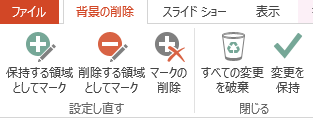 ファイル 背景の削除 スライド ショー 表示
保持する領域
としてマーク
削除する領域
としてマーク
マークの
削除
すべての変更
を破棄
変更を
保持
設定し直す 閉じる